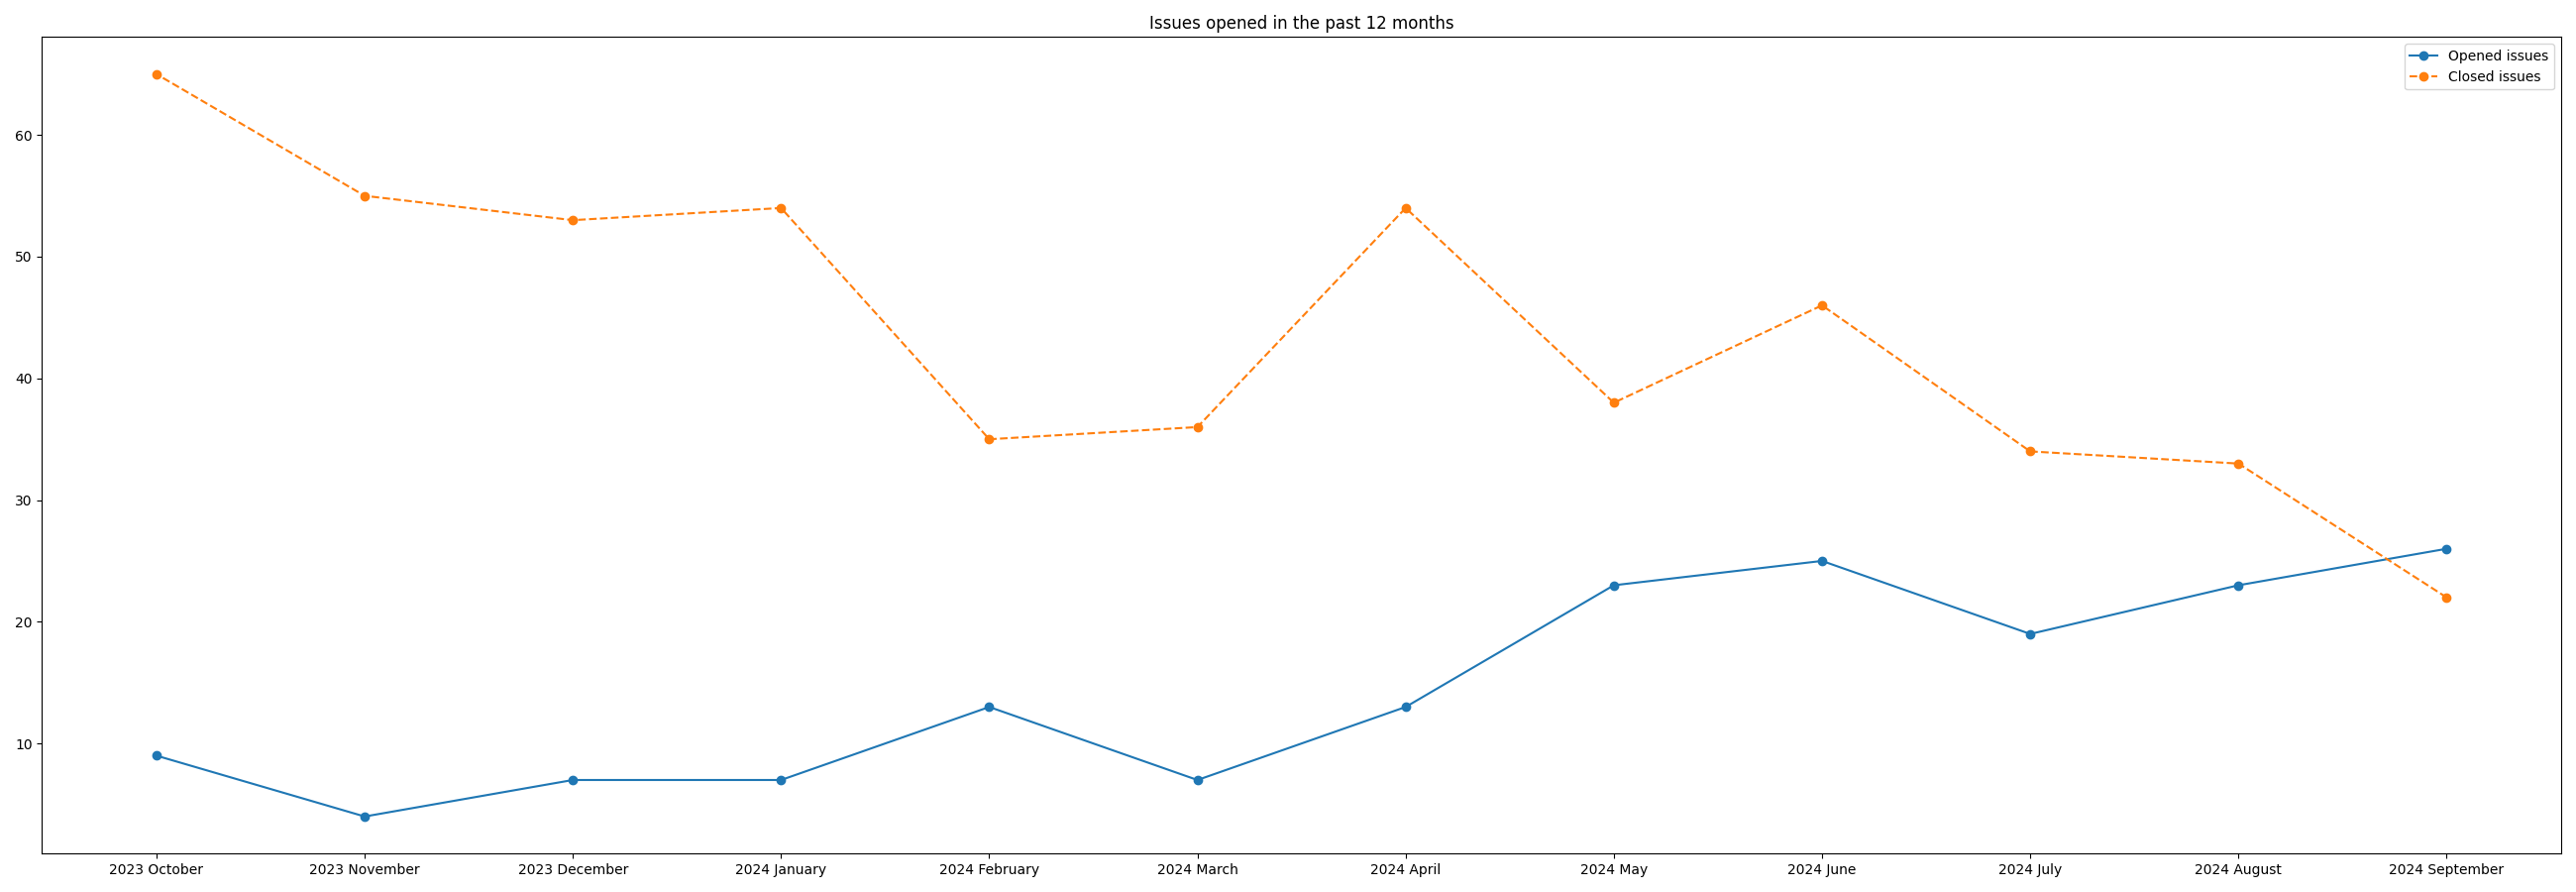 Issues opened in the past 12 months
Opened issues
Closed issues
60
50
40
30
20
10
2023 October 2023 November 2023 December 2024 January 2024 February 2024 March 2024 April 2024 May 2024 June 2024 July 2024 August 2024 September